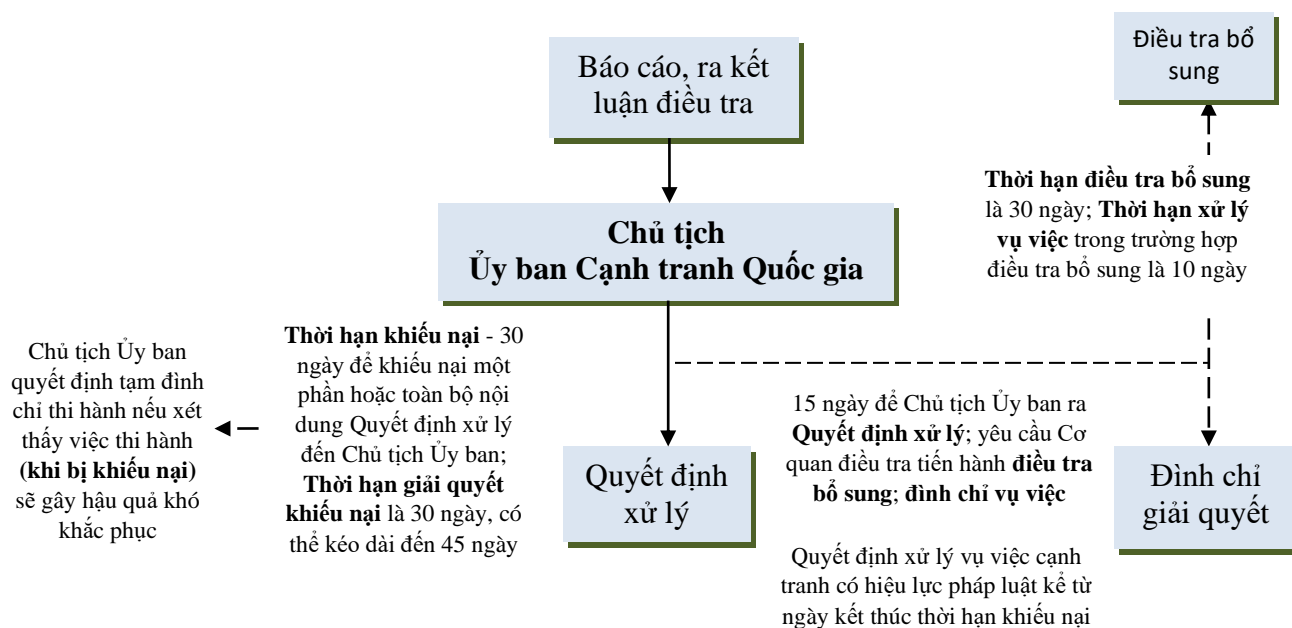 Báo cáo, ra kết
luận điều tra
Điều tra bổ
sung
Thời hạn điều tra bổ sung
là 30 ngày; Thời hạn xử lý
vụ việc trong trường hợp
điều tra bổ sung là 10 ngày
Chủ tịch
Ủy ban Cạnh tranh Quốc gia
Chủ tịch Ủy ban
quyết định tạm đình
chỉ thi hành nếu xét
thấy việc thi hành
(khi bị khiếu nại)
sẽ gây hậu quả khó
khắc phục
Thời hạn khiếu nại - 30
ngày để khiếu nại một
phần hoặc toàn bộ nội
dung Quyết định xử lý
đến Chủ tịch Ủy ban;
Thời hạn giải quyết
khiếu nại là 30 ngày, có
thể kéo dài đến 45 ngày
Quyết định
xử lý
15 ngày để Chủ tịch Ủy ban ra
Quyết định xử lý; yêu cầu Cơ
quan điều tra tiến hành điều tra
bổ sung; đình chỉ vụ việc
Đình chỉ
giải quyết
Quyết định xử lý vụ việc cạnh
tranh có hiệu lực pháp luật kể từ
ngày kết thúc thời hạn khiếu nại